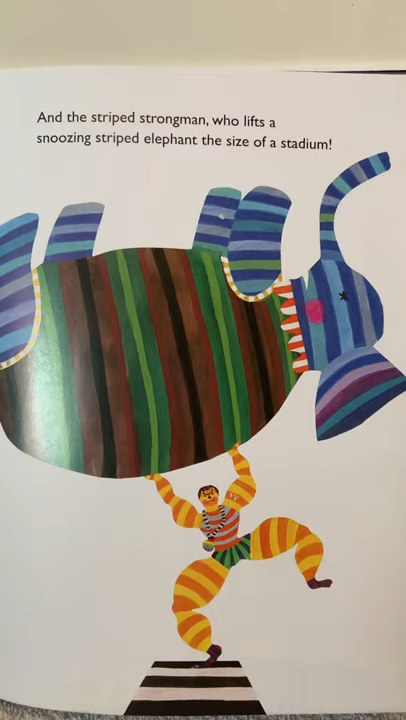 And the striped strongman, who lifts a
snoozing striped elephant the size of a stadium!